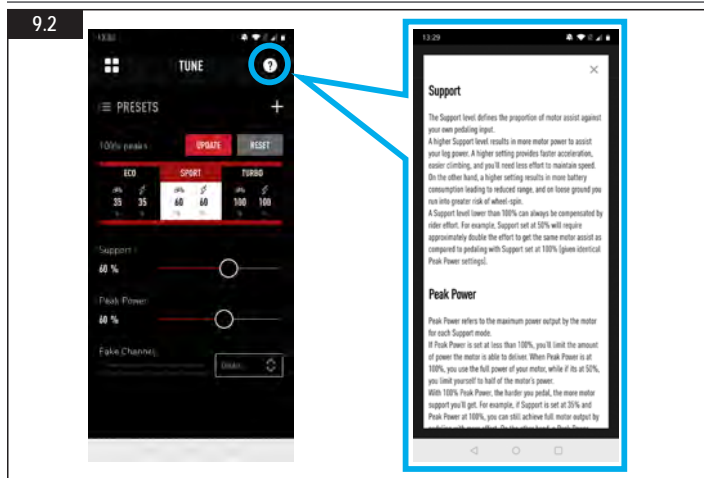 9.2
TUNE
?
PRESETS
+
100% peaks
UPDATE
RESET
ECO
SPORT
TURBO
35 35
60 60
100 100
Support
60 %
Peak Power
60 %
Fake Channel
13:29
×
Support
The Support level defines the proportion of motor assist against
your own pedaling input.
A higher Support level results in more motor power to assist
your leg power. A higher setting provides faster acceleration,
easier climbing, and you'll need less effort to maintain speed.
On the other hand, a higher setting results in more battery
consumption leading to reduced range, and on loose ground you
run into greater risk of wheel-spin.
A Support level lower than 100% can always be compensated by
rider effort. For example, Support set at 50% will require
approximately double the effort to get the same motor assist as
compared to pedaling with Support set at 100% (given identical
Peak Power settings).
Peak Power
Peak Power refers to the maximum power output by the motor
for each Support mode.
If Peak Power is set at less than 100%, you'll limit the amount
of power the motor is able to deliver. When Peak Power is at
100%, you use the full power of your motor, while if its at 50%,
you limit yourself to half of the motor's power.
With 100% Peak Power, the harder you pedal, the more motor
support you'll get. For example, if Support is set at 35% and
Peak Power at 100%, you can still achieve full motor output by